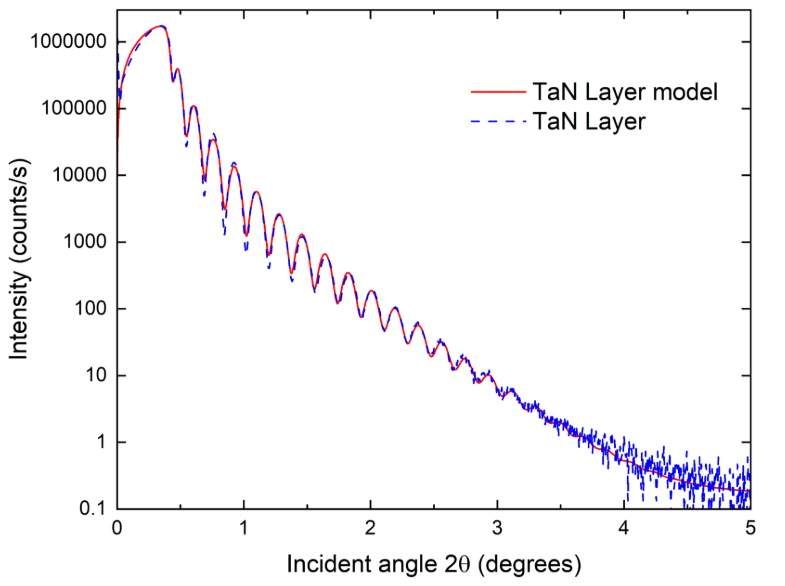 1000000
100000
10000
1000
100
10
1
0.1
Intensity (counts/s)
TaN Layer model
TaN Layer
0 1 2 3 4 5
Incident angle 2θ (degrees)